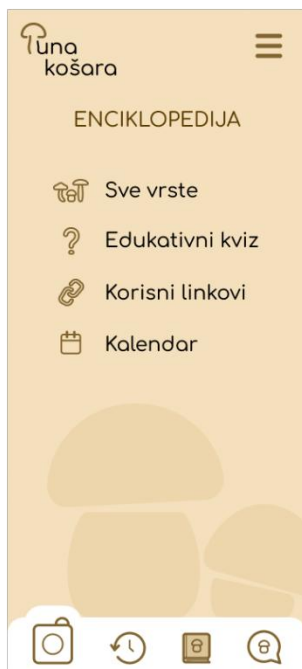 Puna
košara
ENCIKLOPEDIJA
Sve vrste
Edukativni kviz
Korisni linkovi
Kalendar